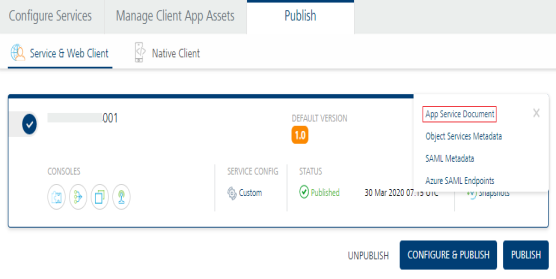 Configure Services Manage Client App Assets Publish
Service & Web Client Native Client
001
DEFAULT VERSION
1.0
App Service Document X
Object Services Metadata
SAML Metadata
Azure SAML Endpoints
CONSOLES SERVICE CONFIG STATUS
Custom Published 30 Mar 2020 07:15 UTC Snapshots
UNPUBLISH CONFIGURE & PUBLISH PUBLISH